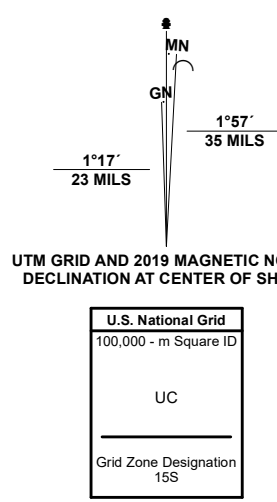 MN
GN
1°57´
35 MILS
1°17´
23 MILS
UTM GRID AND 2019 MAGNETIC N
DECLINATION AT CENTER OF SH
U.S. National Grid
100,000 - m Square ID
UC
Grid Zone Designation
15S